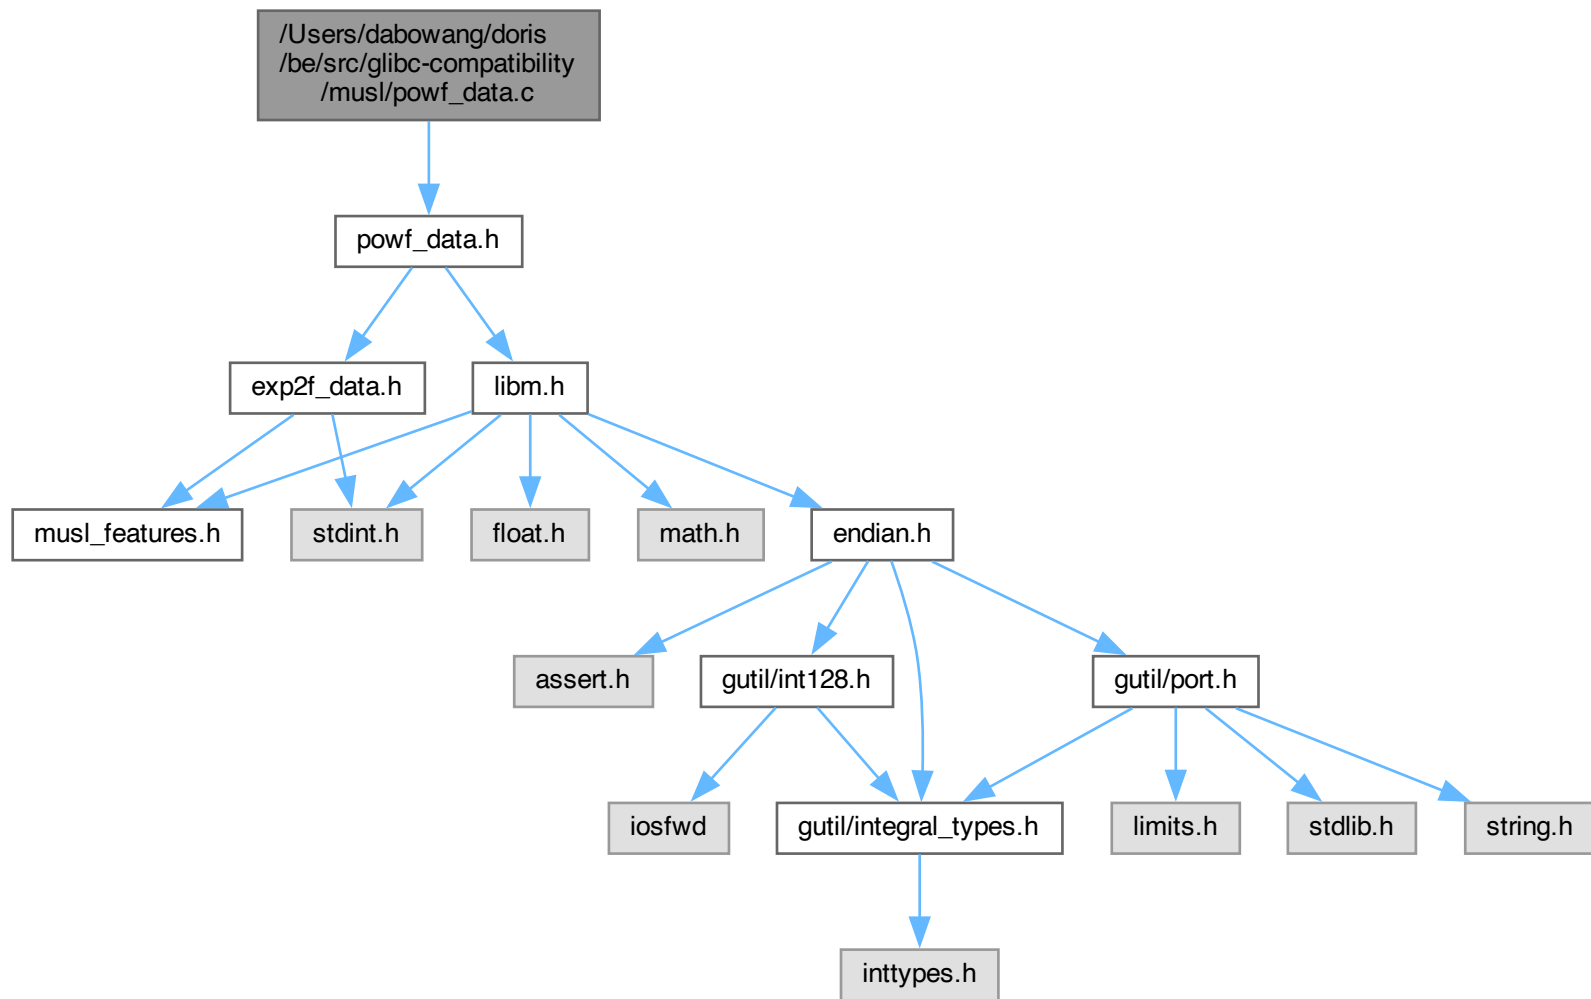 /Users/dabowang/doris
/be/src/glibc-compatibility
/musl/powf_data.c
powf_data.h
exp2f_data.h
libm.h
musl_features.h
stdint.h
float.h
math.h
endian.h
assert.h
gutil/int128.h
gutil/port.h
iosfwd
gutil/integral_types.h
limits.h
stdlib.h
string.h
inttypes.h